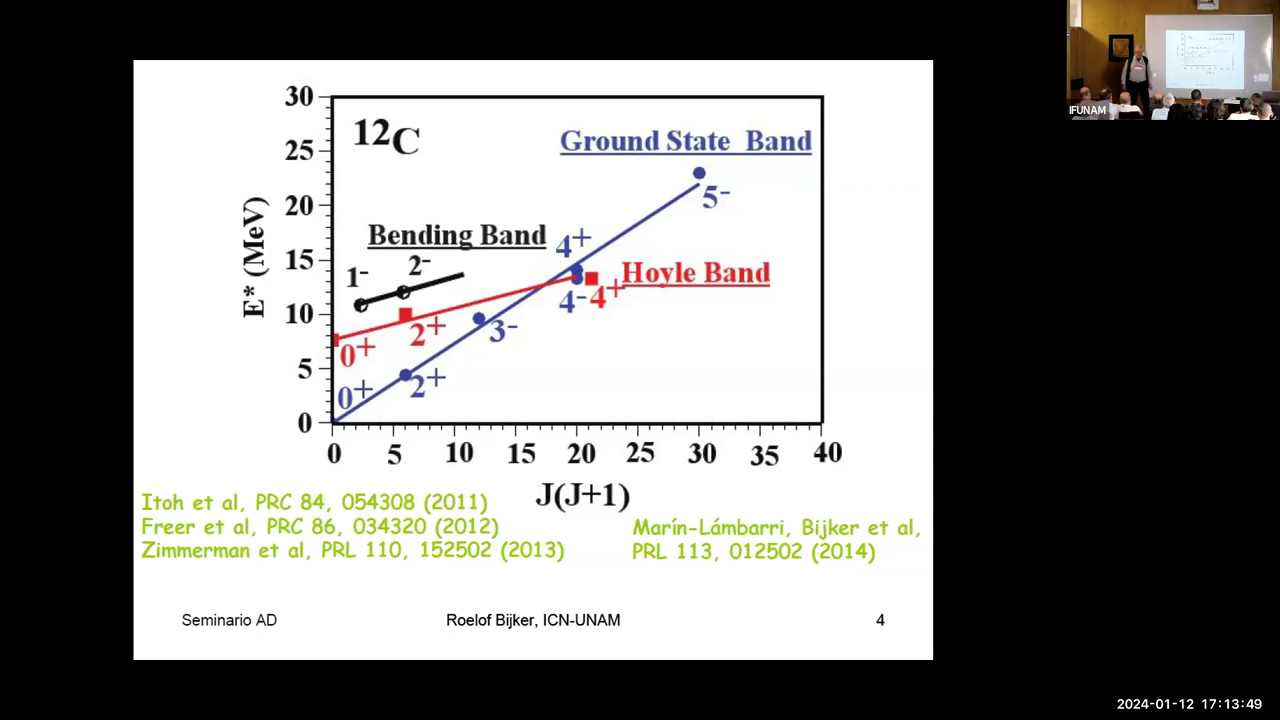 30
25
20
15
10
5
0
E* (MeV)
¹²C
Ground State Band
5⁻
Bending Band
1⁻
2⁻
4⁺
Hoyle Band
4⁻
4⁺
3⁻
0⁺
2⁺
0⁺
2⁺
0 5 10 15 20 25 30 35 40
J(J+1)
Itoh et al, PRC 84, 054308 (2011)
Freer et al, PRC 86, 034320 (2012)
Zimmerman et al, PRL 110, 152502 (2013)
Marín-Lámbarri, Bijker et al,
PRL 113, 012502 (2014)
Seminario AD
Roelof Bijker, ICN-UNAM
4
IFUNAM
2024-01-12 17:13:49